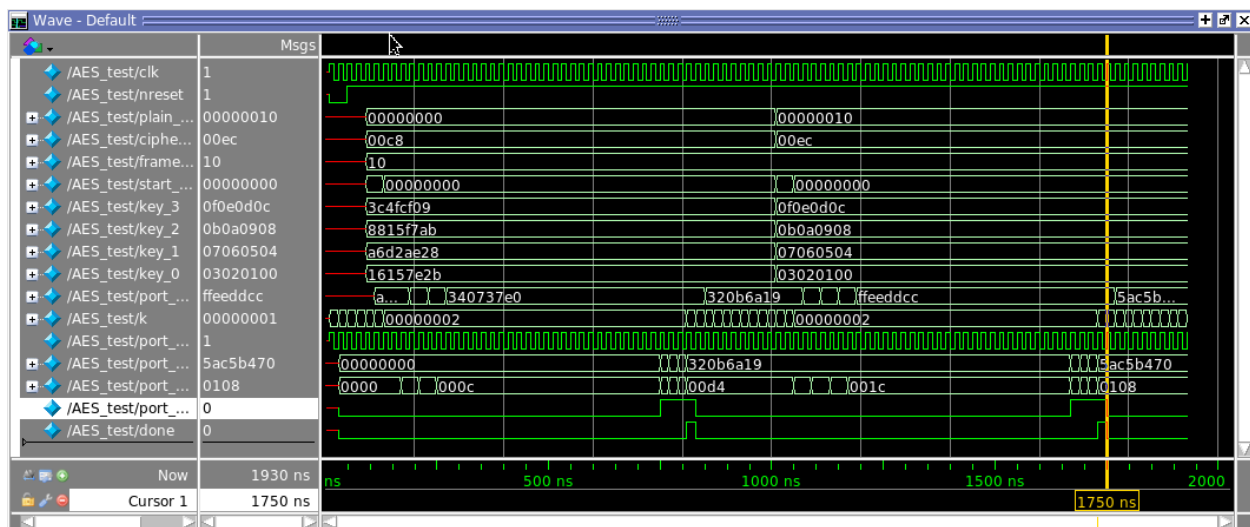 Wave - Default
Msgs
/AES_test/clk 1
/AES_test/nreset 1
/AES_test/plain_... 00000010 00000000 00000010
/AES_test/ciphe... 00ec 00c8 00ec
/AES_test/frame... 10 10
/AES_test/start_... 00000000 00000000 00000000
/AES_test/key_3 0f0e0d0c 3c4fcf09 0f0e0d0c
/AES_test/key_2 0b0a0908 8815f7ab 0b0a0908
/AES_test/key_1 07060504 a6d2ae28 07060504
/AES_test/key_0 03020100 16157e2b 03020100
/AES_test/port_... ffeeddcc a... 340737e0 320b6a19 ffeeddcc 5ac5b...
/AES_test/k 00000001 00000002 00000002
/AES_test/port_... 1
/AES_test/port_... 5ac5b470 00000000 320b6a19 5ac5b470
/AES_test/port_... 0108 0000 000c 00d4 001c 0108
/AES_test/port_... 0
/AES_test/done 0
Now 1930 ns ns 500 ns 1000 ns 1500 ns 2000
Cursor 1 1750 ns 1750 ns